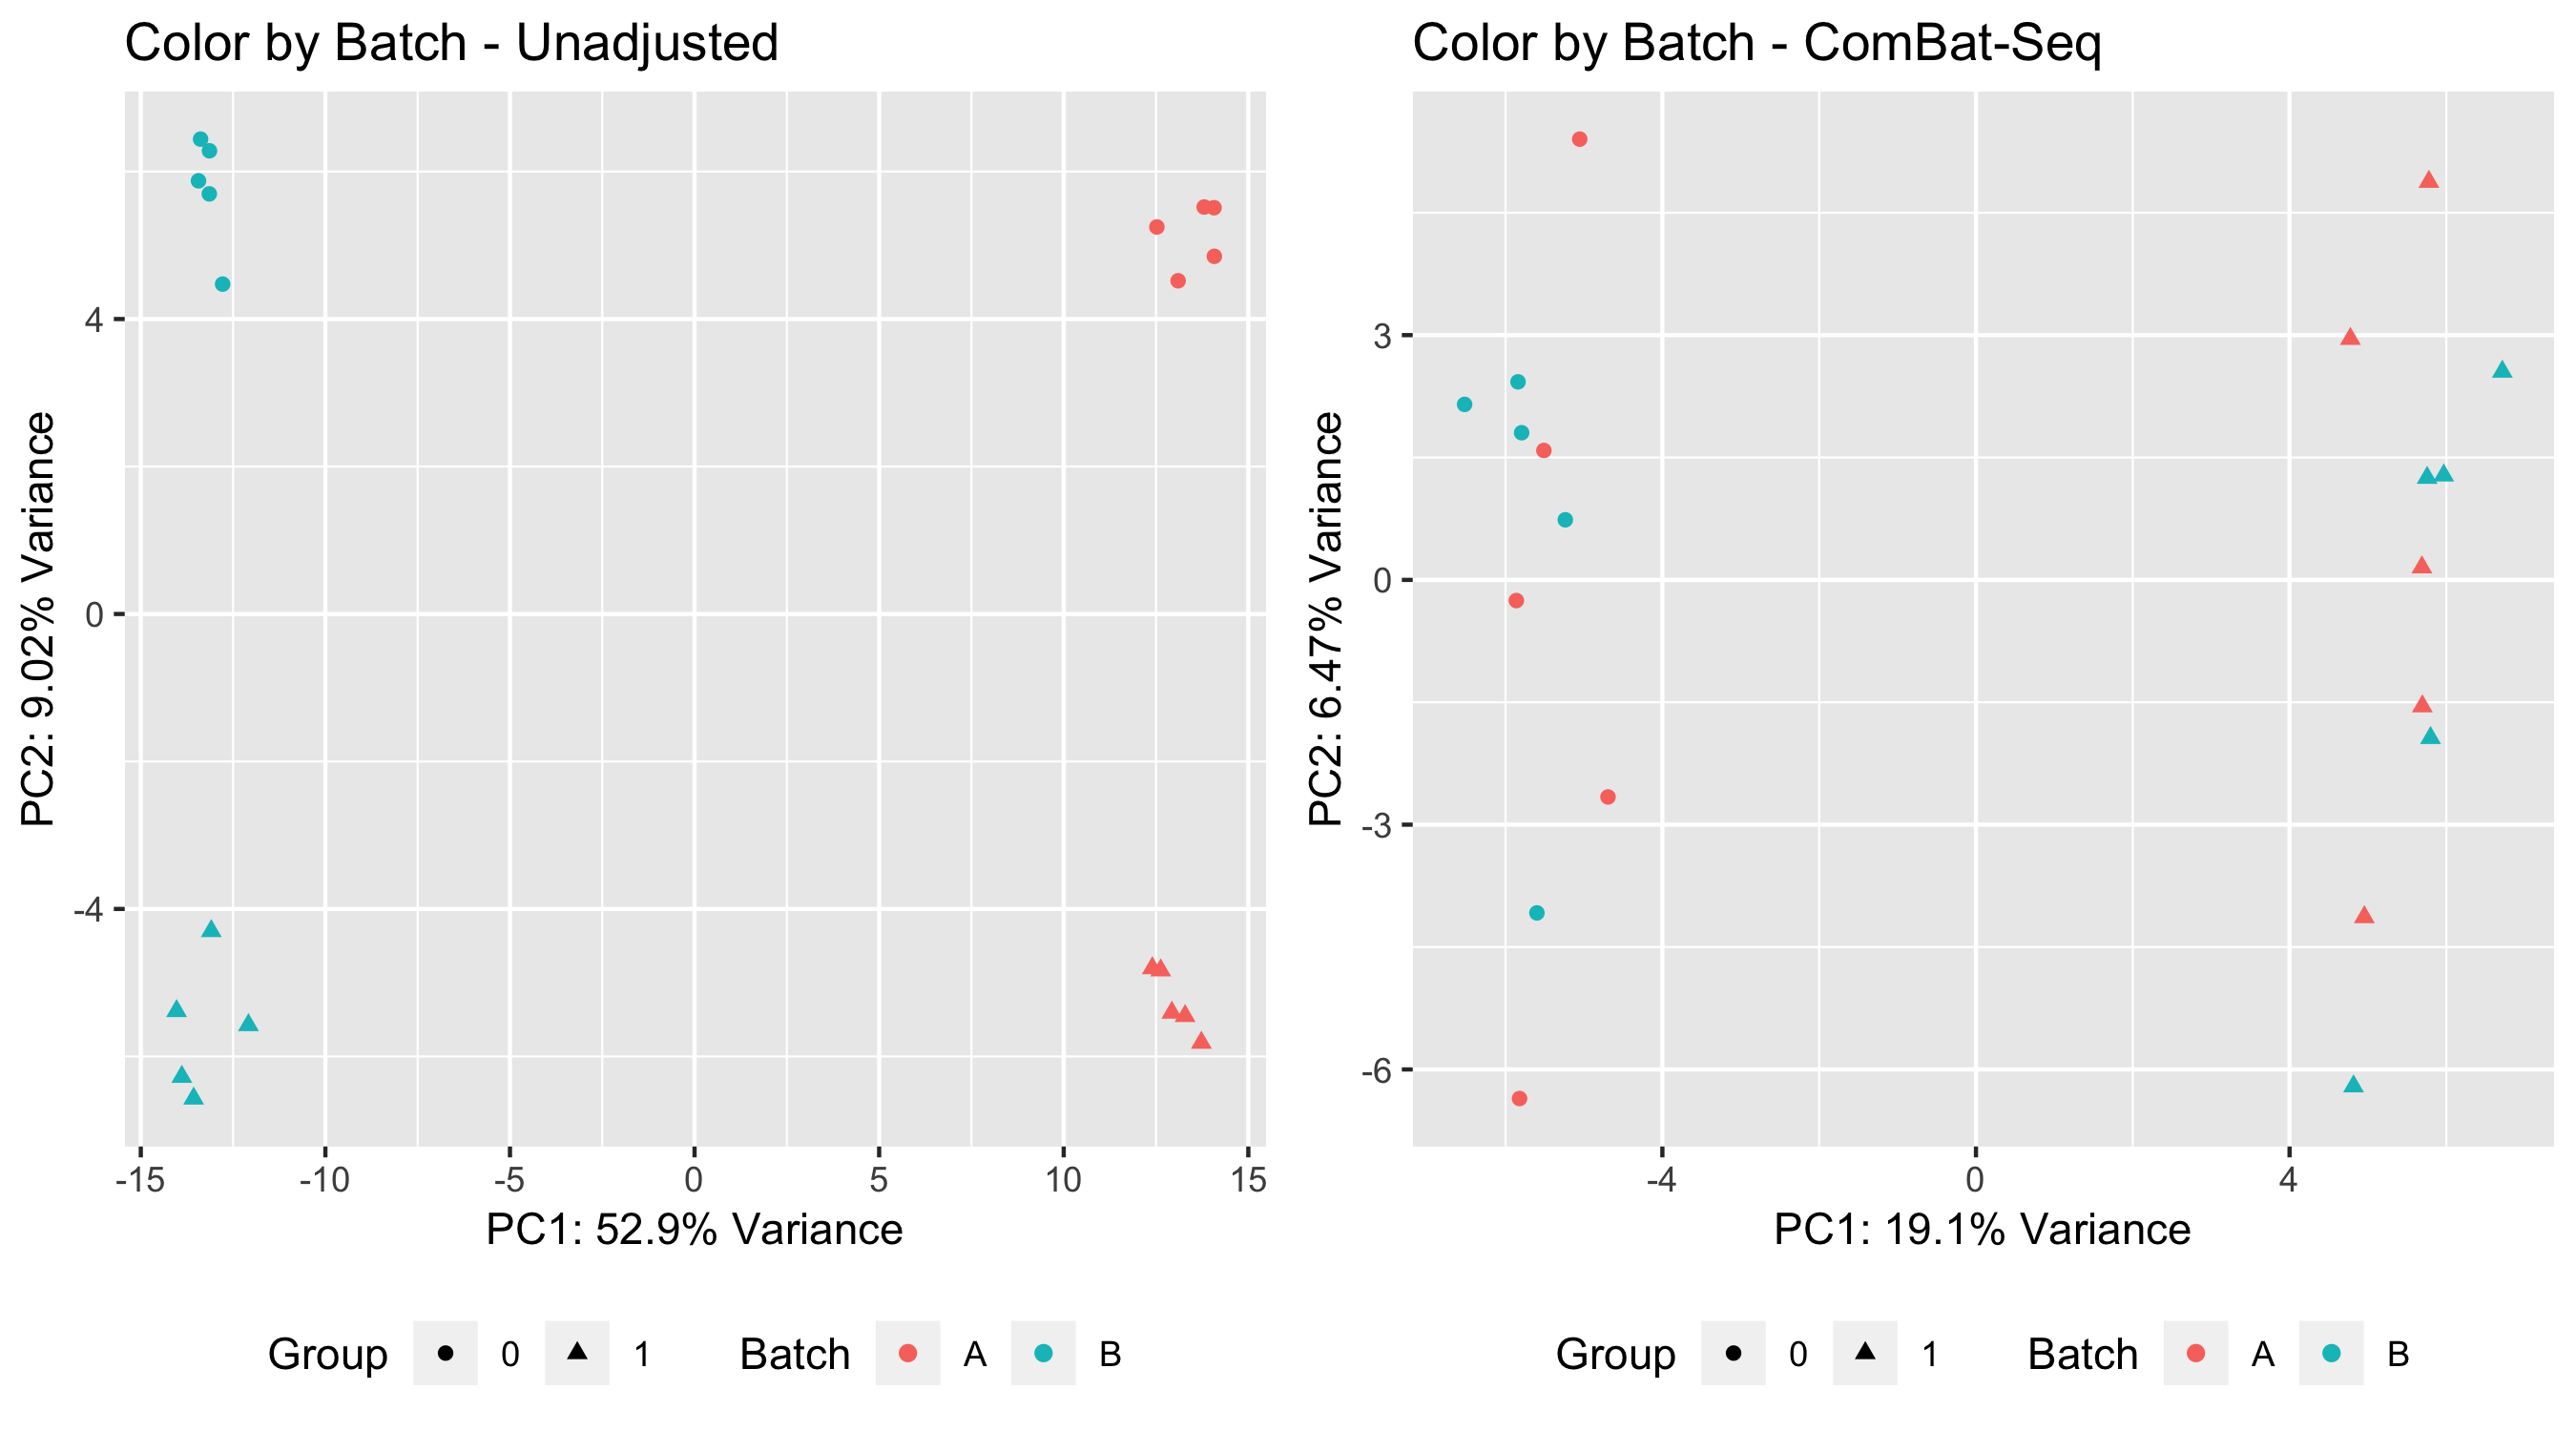 Color by Batch - Unadjusted
4
0
-4
PC2: 9.02% Variance
-15 -10 -5 0 5 10 15
PC1: 52.9% Variance
Group 0 1 Batch A B
Color by Batch - ComBat-Seq
3
0
-3
-6
PC2: 6.47% Variance
-4 0 4
PC1: 19.1% Variance
Group 0 1 Batch A B